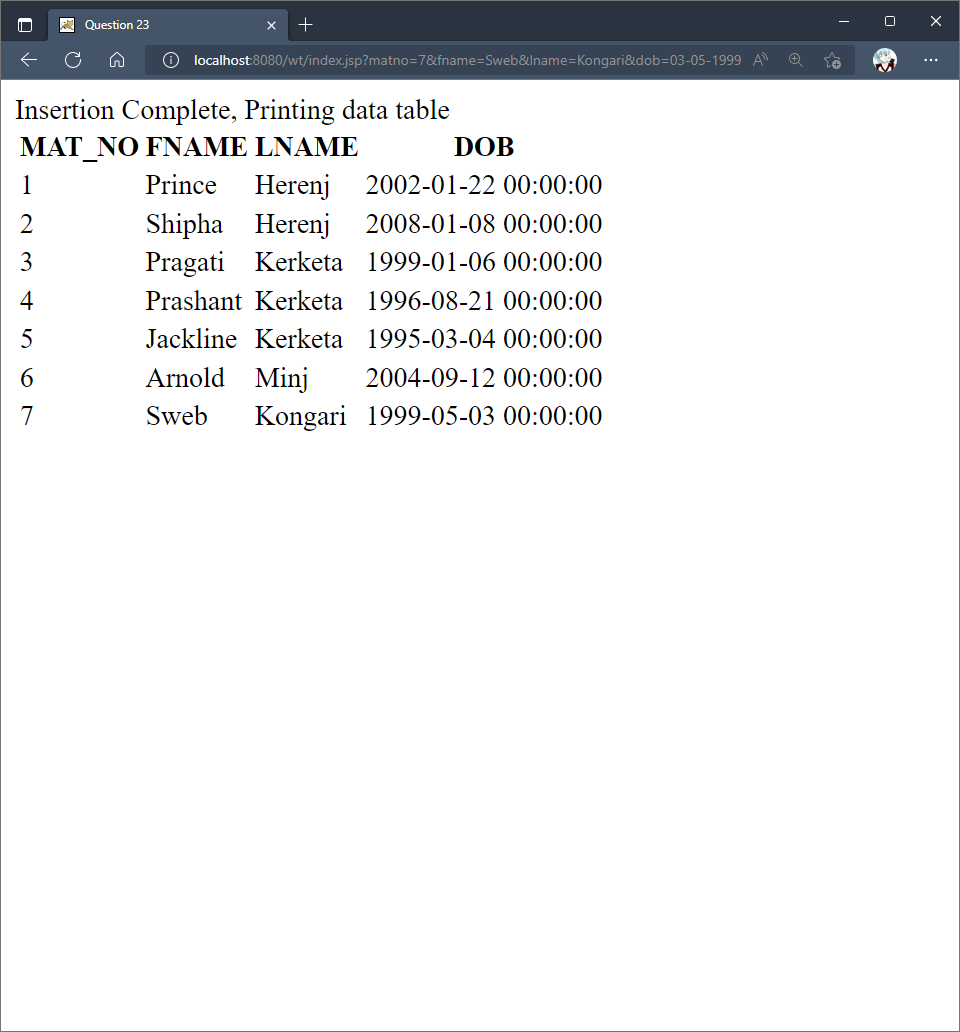 Question 23
localhost:8080/wt/index.jsp?matno=7&fname=Sweb&lname=Kongari&dob=03-05-1999
Insertion Complete, Printing data table
MAT_NO FNAME LNAME DOB
1 Prince Herenj 2002-01-22 00:00:00
2 Shipha Herenj 2008-01-08 00:00:00
3 Pragati Kerketa 1999-01-06 00:00:00
4 Prashant Kerketa 1996-08-21 00:00:00
5 Jackline Kerketa 1995-03-04 00:00:00
6 Arnold Minj 2004-09-12 00:00:00
7 Sweb Kongari 1999-05-03 00:00:00